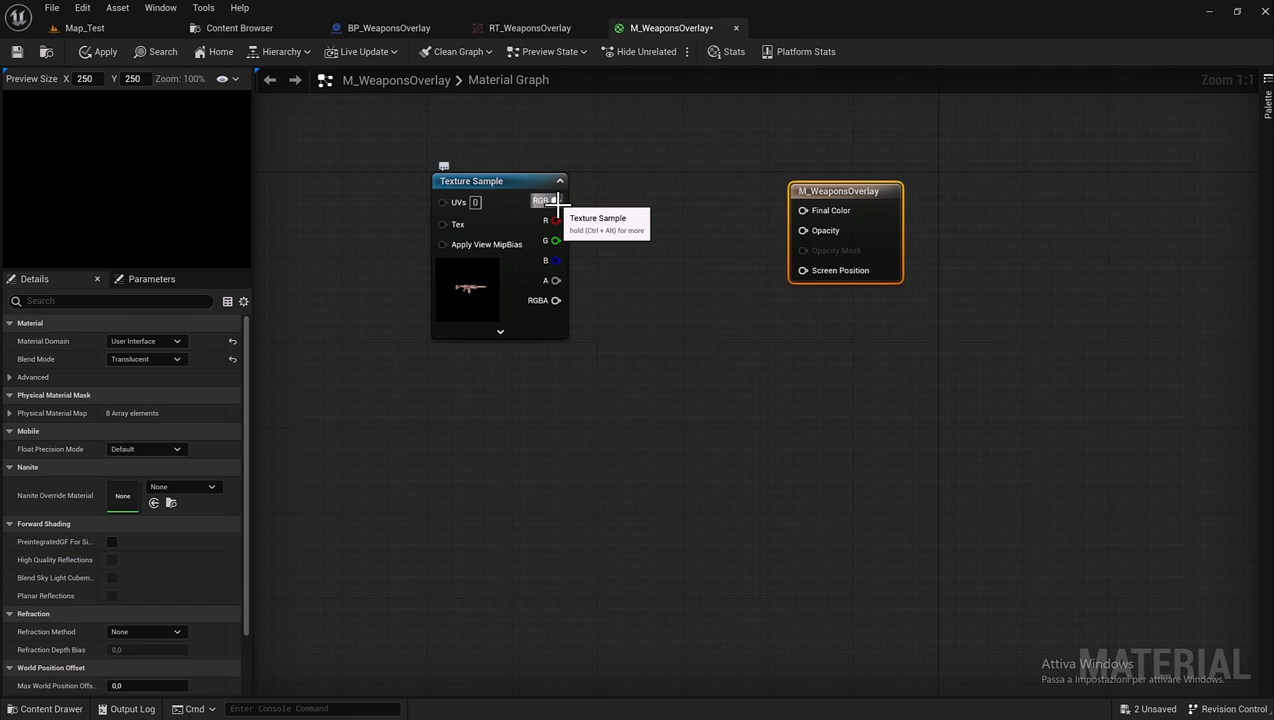 File Edit Asset Window Tools Help
Map_Test Content Browser BP_WeaponsOverlay RT_WeaponsOverlay M_WeaponsOverlay•
Apply Search Home Hierarchy Live Update Clean Graph Preview State Hide Unrelated Stats Platform Stats
Preview Size X 250 Y 250 Zoom: 100%
M_WeaponsOverlay > Material Graph
Zoom 1:1
Palette
Texture Sample
UVs 0
Tex
Apply View MipBias
RGB
R
G
B
A
RGBA
Texture Sample
hold (Ctrl + Alt) for more
M_WeaponsOverlay
Final Color
Opacity
Opacity Mask
Screen Position
Details Parameters
Search
Material
Material Domain User Interface
Blend Mode Translucent
Advanced
Physical Material Mask
Physical Material Map 8 Array elements
Mobile
Float Precision Mode Default
Nanite
Nanite Override Material None None
Forward Shading
PreintegratedGF For Si...
High Quality Reflections
Blend Sky Light Cubem...
Planar Reflections
Refraction
Refraction Method None
Refraction Depth Bias 0,0
World Position Offset
Max World Position Offs... 0,0
MATERIAL
Attiva Windows
Passa a Impostazioni per attivare Windows.
Content Drawer Output Log Cmd Enter Console Command 2 Unsaved Revision Control